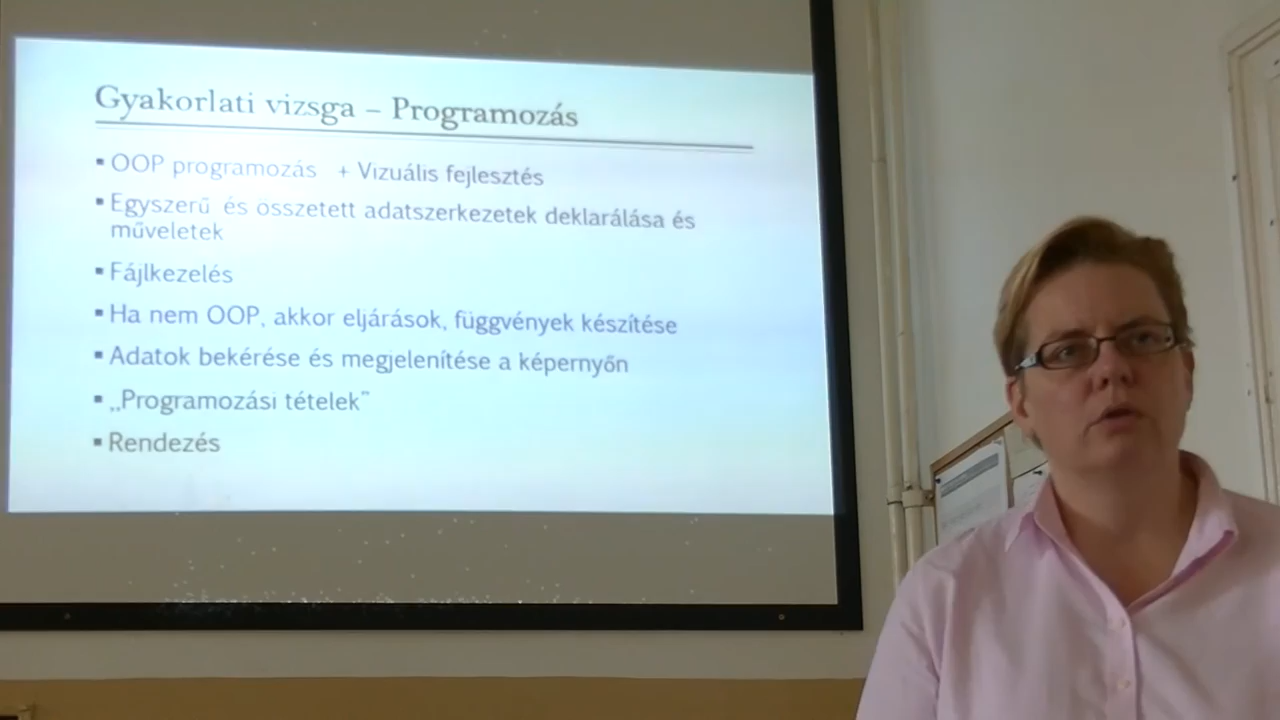 Gyakorlati vizsga – Programozás
▪ OOP programozás + Vizuális fejlesztés
▪ Egyszerű és összetett adatszerkezetek deklarálása és
műveletek
▪ Fájlkezelés
▪ Ha nem OOP, akkor eljárások, függvények készítése
▪ Adatok bekérése és megjelenítése a képernyőn
▪ „Programozási tételek”
▪ Rendezés